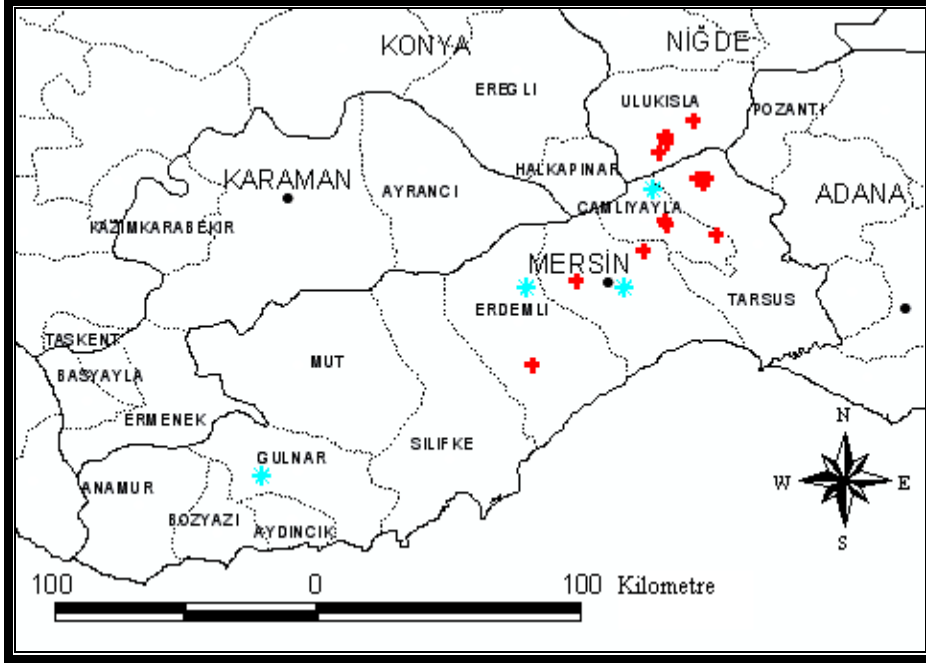 KONYA
NİĞDE
EREGLI
ULUKISLA
POZANTI
HALKAPINAR
KARAMAN
AYRANCI
ADANA
CAMLIYAYLA
KAZIMKARABEKIR
MERSİN
TARSUS
ERDEMLI
TASKENT
MUT
BASYAYLA
ERMENEK
SILIFKE
GULNAR
ANAMUR
BOZYAZI
AYDINCIK
N
W E
S
100 0 100 Kilometre